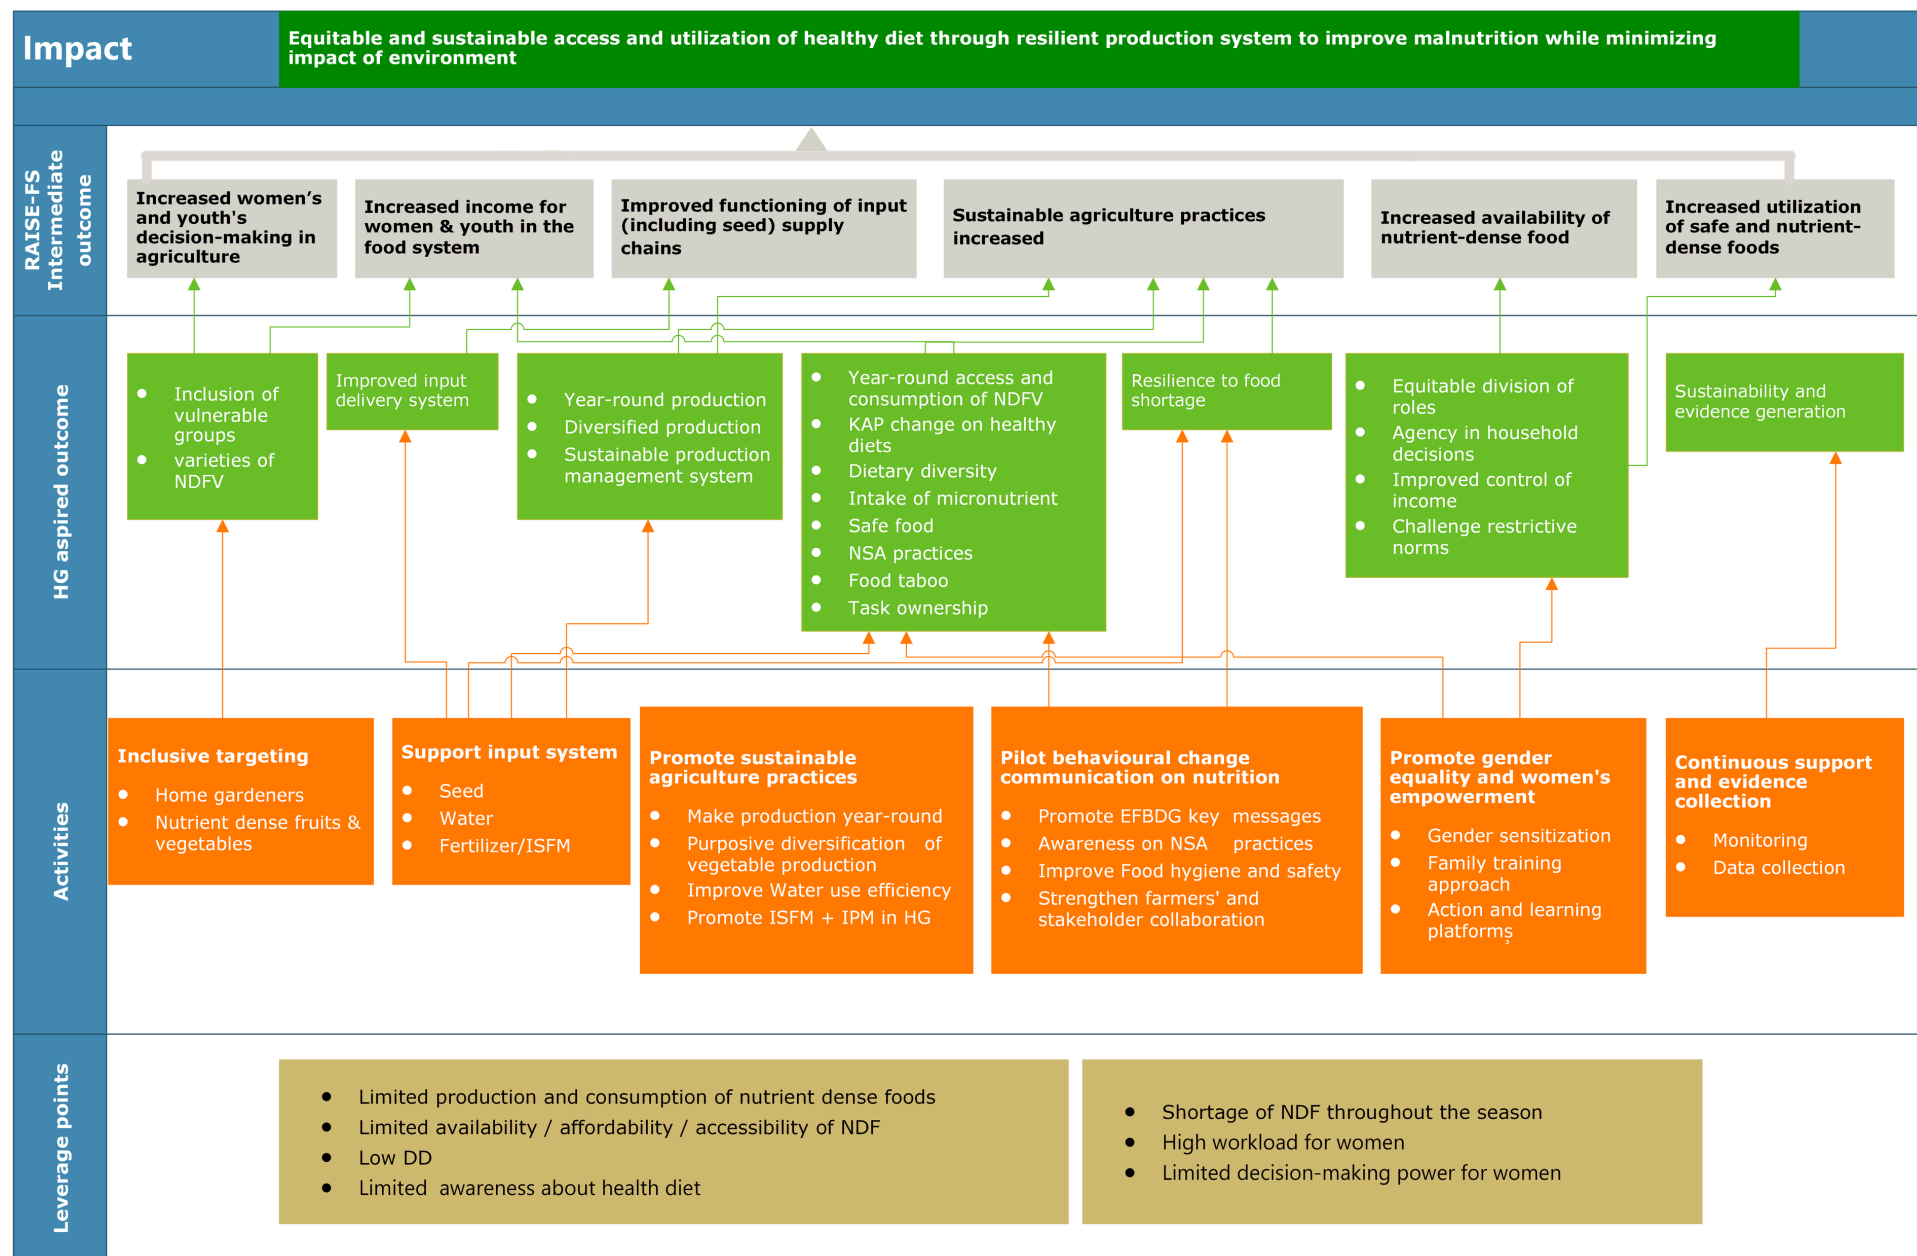 Impact
Equitable and sustainable access and utilization of healthy diet through resilient production system to improve malnutrition while minimizing
impact of environment
RAISE-FS
Intermediate
outcome
Increased women’s
and youth's
decision-making in
agriculture
Increased income for
women & youth in the
food system
Improved functioning of input
(including seed) supply
chains
Sustainable agriculture practices
increased
Increased availability of
nutrient-dense food
Increased utilization
of safe and nutrient-
dense foods
HG aspired outcome
● Inclusion of
vulnerable
groups
● varieties of
NDFV
Improved input
delivery system
● Year-round production
● Diversified production
● Sustainable production
management system
● Year-round access and
consumption of NDFV
● KAP change on healthy
diets
● Dietary diversity
● Intake of micronutrient
● Safe food
● NSA practices
● Food taboo
● Task ownership
Resilience to food
shortage
● Equitable division of
roles
● Agency in household
decisions
● Improved control of
income
● Challenge restrictive
norms
Sustainability and
evidence generation
Activities
Inclusive targeting
● Home gardeners
● Nutrient dense fruits &
vegetables
Support input system
● Seed
● Water
● Fertilizer/ISFM
Promote sustainable
agriculture practices
● Make production year-round
● Purposive diversification of
vegetable production
● Improve Water use efficiency
● Promote ISFM + IPM in HG
Pilot behavioural change
communication on nutrition
● Promote EFBDG key messages
● Awareness on NSA practices
● Improve Food hygiene and safety
● Strengthen farmers' and
stakeholder collaboration
Promote gender
equality and women's
empowerment
● Gender sensitization
● Family training
approach
● Action and learning
platforms
Continuous support
and evidence
collection
● Monitoring
● Data collection
Leverage points
● Limited production and consumption of nutrient dense foods
● Limited availability / affordability / accessibility of NDF
● Low DD
● Limited awareness about health diet
● Shortage of NDF throughout the season
● High workload for women
● Limited decision-making power for women